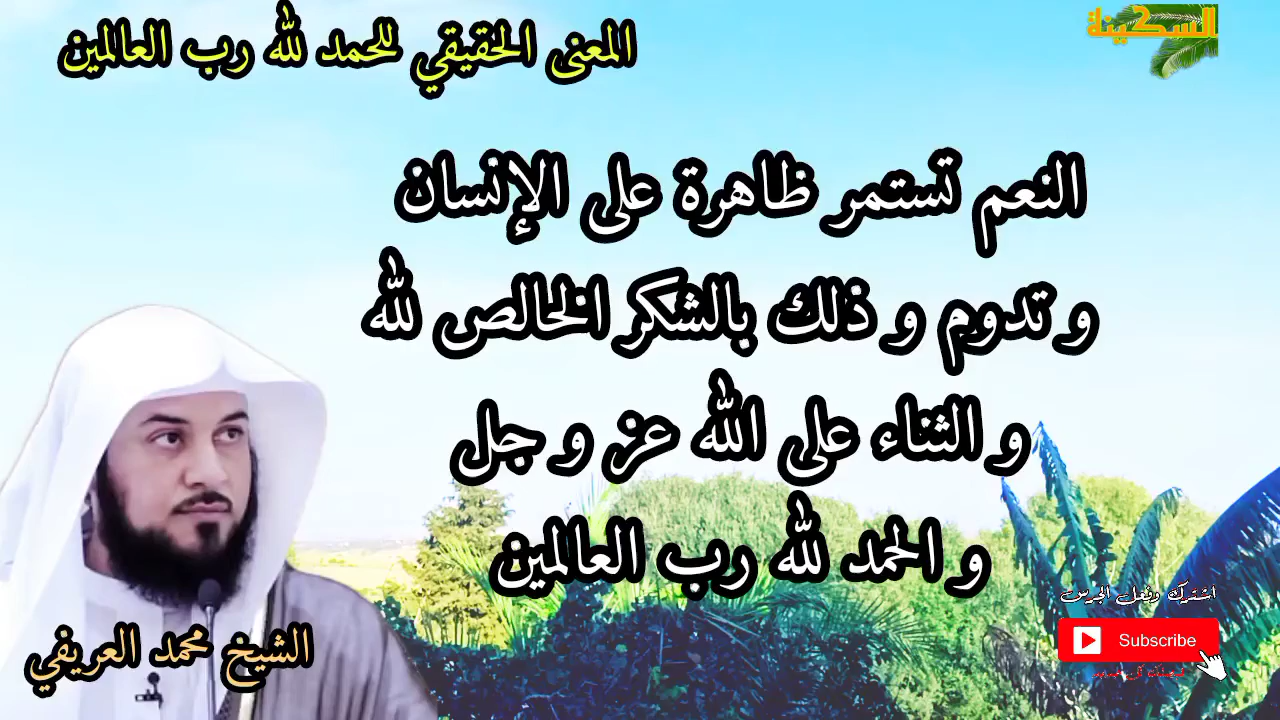 السكينة
المعنى الحقيقي للحمد لله رب العالمين
النعم تستمر ظاهرة على الإنسان
و تدوم و ذلك بالشكر الخالص لله
و الثناء على الله عز و جل
و الحمد لله رب العالمين
الشيخ محمد العريفي
اشترك وفعل الجرس
Subscribe